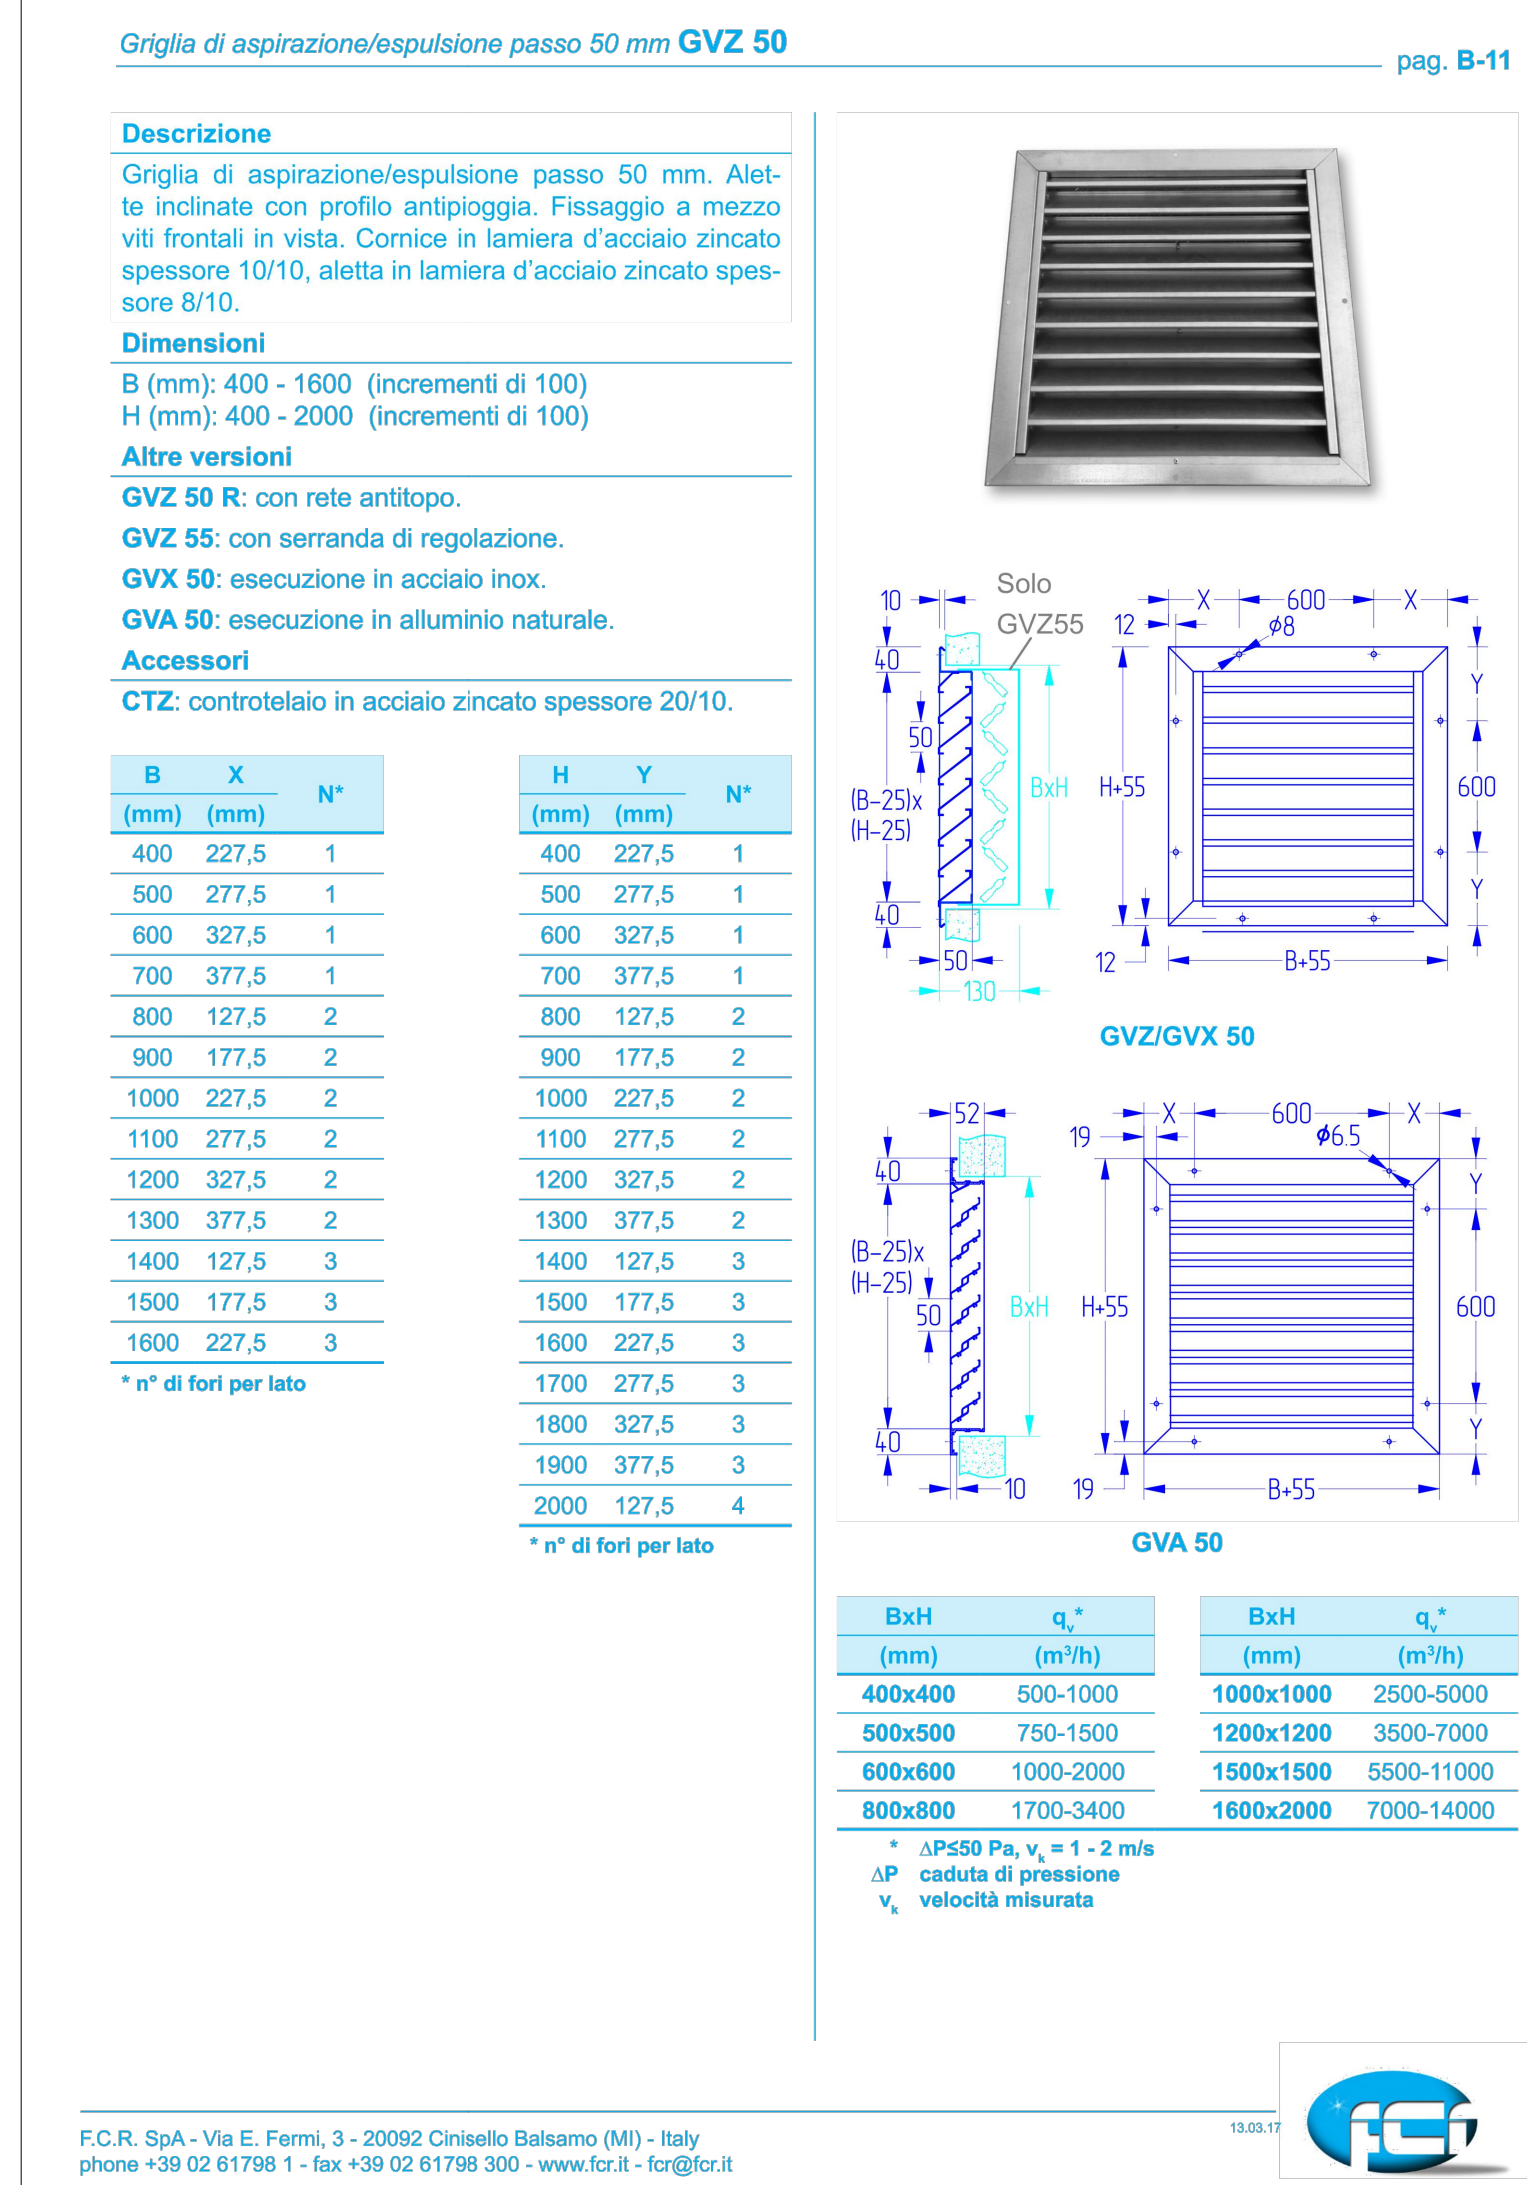 Griglia di aspirazione/espulsione passo 50 mm GVZ 50
pag. B-11
Descrizione
Griglia di aspirazione/espulsione passo 50 mm. Alet-
te inclinate con profilo antipioggia. Fissaggio a mezzo
viti frontali in vista. Cornice in lamiera d’acciaio zincato
spessore 10/10, aletta in lamiera d’acciaio zincato spes-
sore 8/10.
Dimensioni
B (mm): 400 - 1600 (incrementi di 100)
H (mm): 400 - 2000 (incrementi di 100)
Altre versioni
GVZ 50 R: con rete antitopo.
GVZ 55: con serranda di regolazione.
GVX 50: esecuzione in acciaio inox.
GVA 50: esecuzione in alluminio naturale.
Accessori
CTZ: controtelaio in acciaio zincato spessore 20/10.
B X N*
(mm) (mm)
400 227,5 1
500 277,5 1
600 327,5 1
700 377,5 1
800 127,5 2
900 177,5 2
1000 227,5 2
1100 277,5 2
1200 327,5 2
1300 377,5 2
1400 127,5 3
1500 177,5 3
1600 227,5 3
* n° di fori per lato
H Y N*
(mm) (mm)
400 227,5 1
500 277,5 1
600 327,5 1
700 377,5 1
800 127,5 2
900 177,5 2
1000 227,5 2
1100 277,5 2
1200 327,5 2
1300 377,5 2
1400 127,5 3
1500 177,5 3
1600 227,5 3
1700 277,5 3
1800 327,5 3
1900 377,5 3
2000 127,5 4
* n° di fori per lato
Solo
GVZ55
10
40
50
(B-25)x
(H-25)
BxH
40
50
130
X 600 X
12
ϕ8
Y
H+55
600
Y
12
B+55
GVZ/GVX 50
52
40
(B-25)x
(H-25)
50
BxH
40
10
X 600 X
19
ϕ6.5
Y
H+55
600
Y
19
B+55
GVA 50
BxH qv*
(mm) (m³/h)
400x400 500-1000
500x500 750-1500
600x600 1000-2000
800x800 1700-3400
BxH qv*
(mm) (m³/h)
1000x1000 2500-5000
1200x1200 3500-7000
1500x1500 5500-11000
1600x2000 7000-14000
* ΔP≤50 Pa, vk = 1 - 2 m/s
ΔP caduta di pressione
vk velocità misurata
13.03.17
fcr
F.C.R. SpA - Via E. Fermi, 3 - 20092 Cinisello Balsamo (MI) - Italy
phone +39 02 61798 1 - fax +39 02 61798 300 - www.fcr.it - fcr@fcr.it